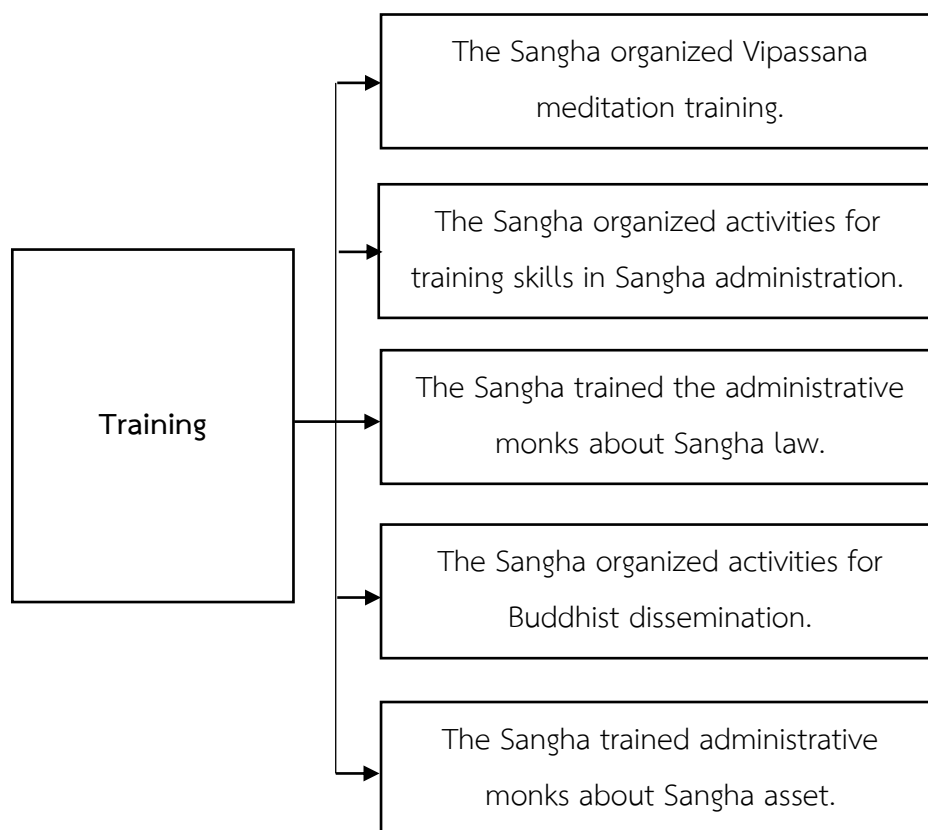 Training
The Sangha organized Vipassana
meditation training.
The Sangha organized activities for
training skills in Sangha administration.
The Sangha trained the administrative
monks about Sangha law.
The Sangha organized activities for
Buddhist dissemination.
The Sangha trained administrative
monks about Sangha asset.